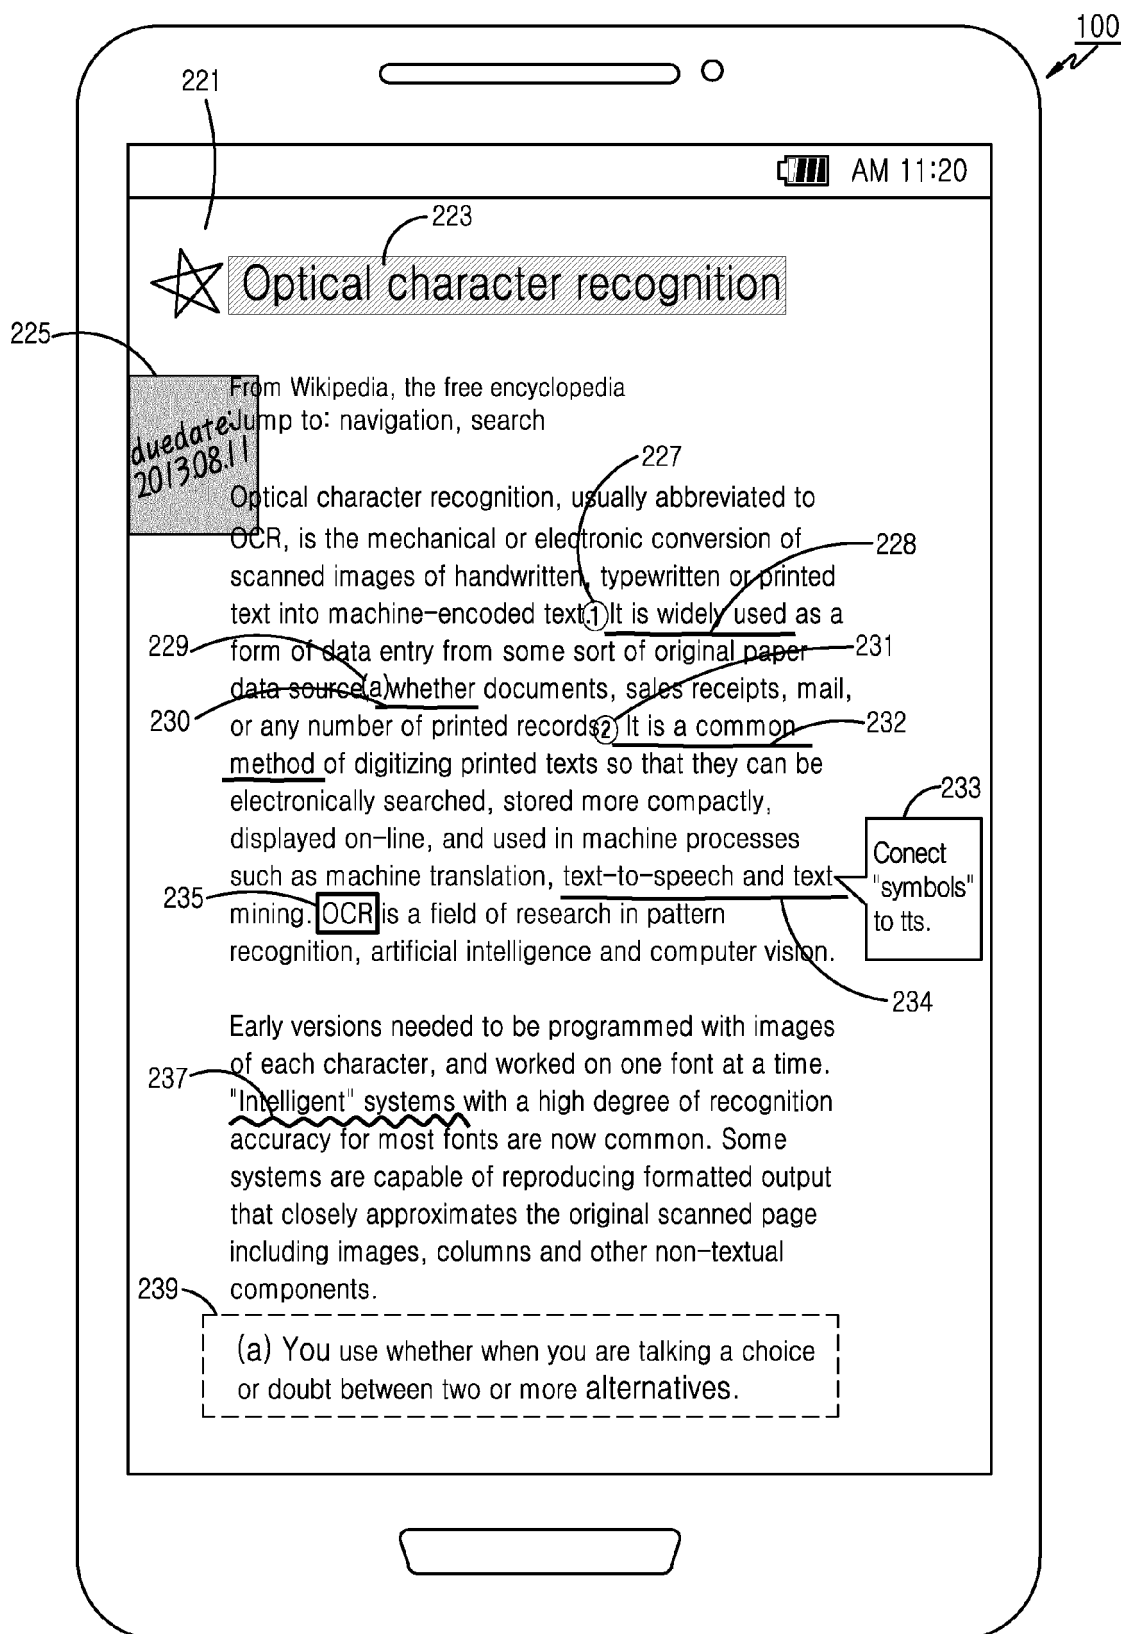 100
221
AM 11:20
223
Optical character recognition
225
From Wikipedia, the free encyclopedia
Jump to: navigation, search
duedate:
2013.08.11
227
Optical character recognition, usually abbreviated to
OCR, is the mechanical or electronic conversion of
228
scanned images of handwritten, typewritten or printed
text into machine-encoded text.① It is widely used as a
229
form of data entry from some sort of original paper
231
data source(a)whether documents, sales receipts, mail,
230
or any number of printed records② It is a common
232
method of digitizing printed texts so that they can be
electronically searched, stored more compactly,
233
displayed on-line, and used in machine processes
such as machine translation, text-to-speech and text
Conect
"symbols"
to tts.
235
mining. OCR is a field of research in pattern
recognition, artificial intelligence and computer vision.
234
Early versions needed to be programmed with images
of each character, and worked on one font at a time.
237
"Intelligent" systems with a high degree of recognition
accuracy for most fonts are now common. Some
systems are capable of reproducing formatted output
that closely approximates the original scanned page
including images, columns and other non-textual
components.
239
(a) You use whether when you are talking a choice
or doubt between two or more alternatives.